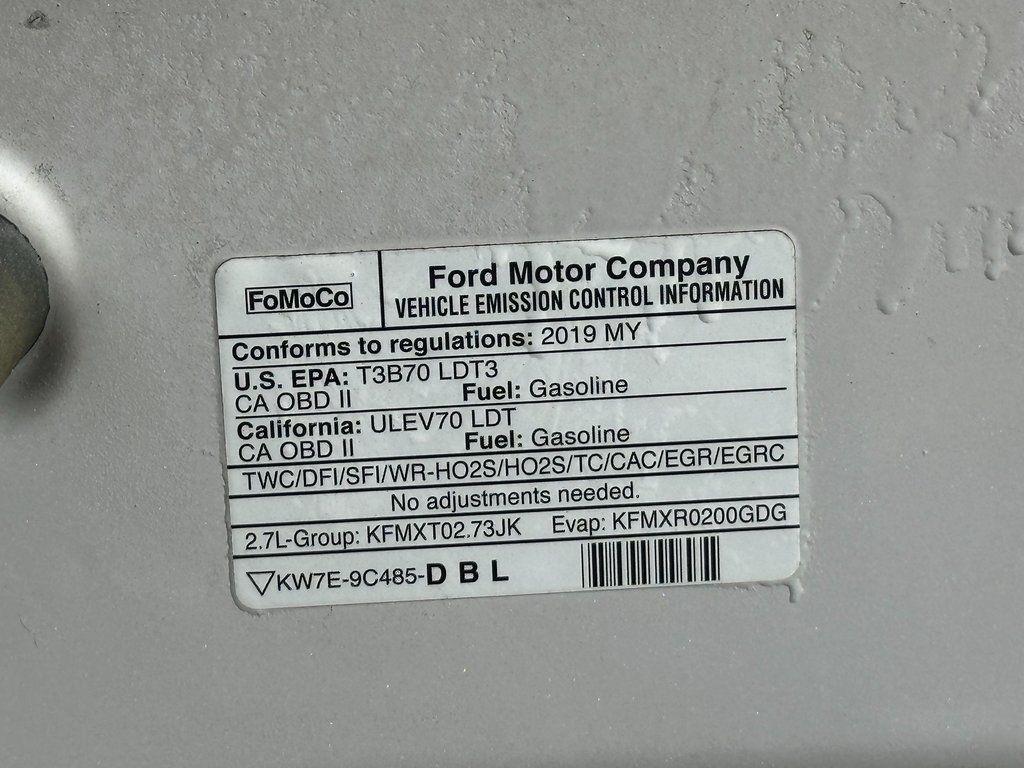 FoMoCo
Ford Motor Company
VEHICLE EMISSION CONTROL INFORMATION
Conforms to regulations: 2019 MY
U.S. EPA: T3B70 LDT3
CA OBD II Fuel: Gasoline
California: ULEV70 LDT
CA OBD II Fuel: Gasoline
TWC/DFI/SFI/WR-HO2S/HO2S/TC/CAC/EGR/EGRC
No adjustments needed.
2.7L-Group: KFMXT02.73JK Evap: KFMXR0200GDG
KW7E-9C485-D B L